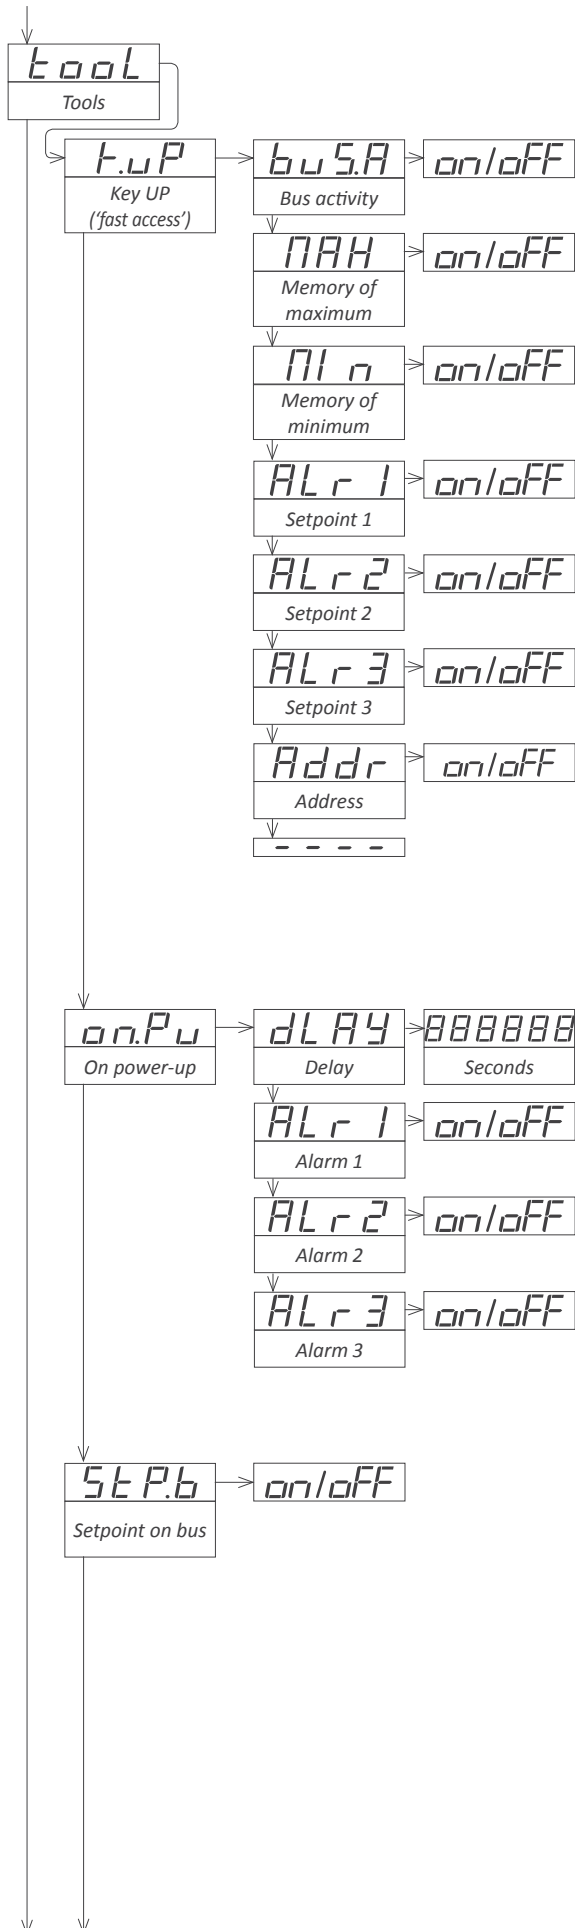 tool
Tools
k.uP
Key UP
('fast access')
buS.A
on/oFF
Bus activity
MAX
on/oFF
Memory of
maximum
MIn
on/oFF
Memory of
minimum
ALr1
on/oFF
Setpoint 1
ALr2
on/oFF
Setpoint 2
ALr3
on/oFF
Setpoint 3
Addr
on/oFF
Address
----
on.Pu
On power-up
dLAY
888888
Delay
Seconds
ALr1
on/oFF
Alarm 1
ALr2
on/oFF
Alarm 2
ALr3
on/oFF
Alarm 3
StP.b
on/oFF
Setpoint on bus